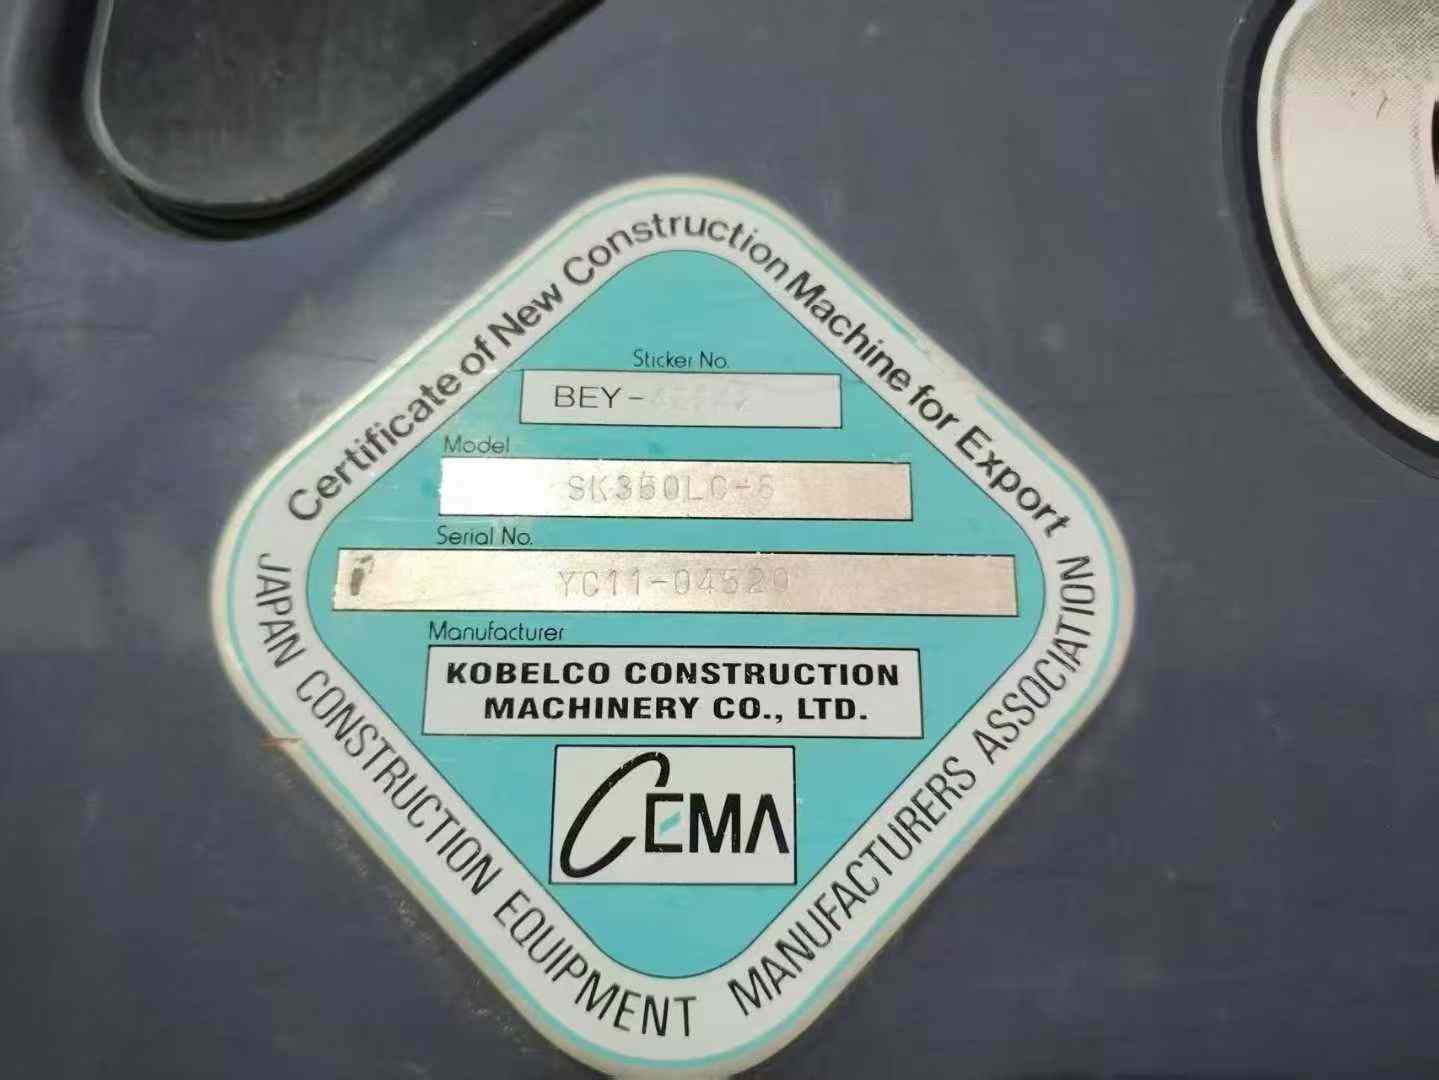 Certificate of New Construction Machine for Export
Sticker No.
BEY-
Model
SK350LC-8
Serial No.
YC11-04520
Manufacturer
KOBELCO CONSTRUCTION
MACHINERY CO., LTD.
CEMA
JAPAN CONSTRUCTION EQUIPMENT MANUFACTURERS ASSOCIATION